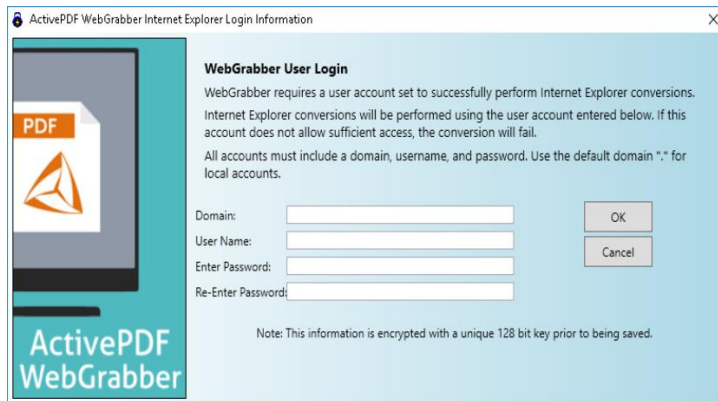 ActivePDF WebGrabber Internet Explorer Login Information
WebGrabber User Login
WebGrabber requires a user account set to successfully perform Internet Explorer conversions.
Internet Explorer conversions will be performed using the user account entered below. If this
account does not allow sufficient access, the conversion will fail.
All accounts must include a domain, username, and password. Use the default domain "." for
local accounts.
PDF
Domain:
OK
User Name:
Cancel
Enter Password:
Re-Enter Password:
Note: This information is encrypted with a unique 128 bit key prior to being saved.
ActivePDF
WebGrabber